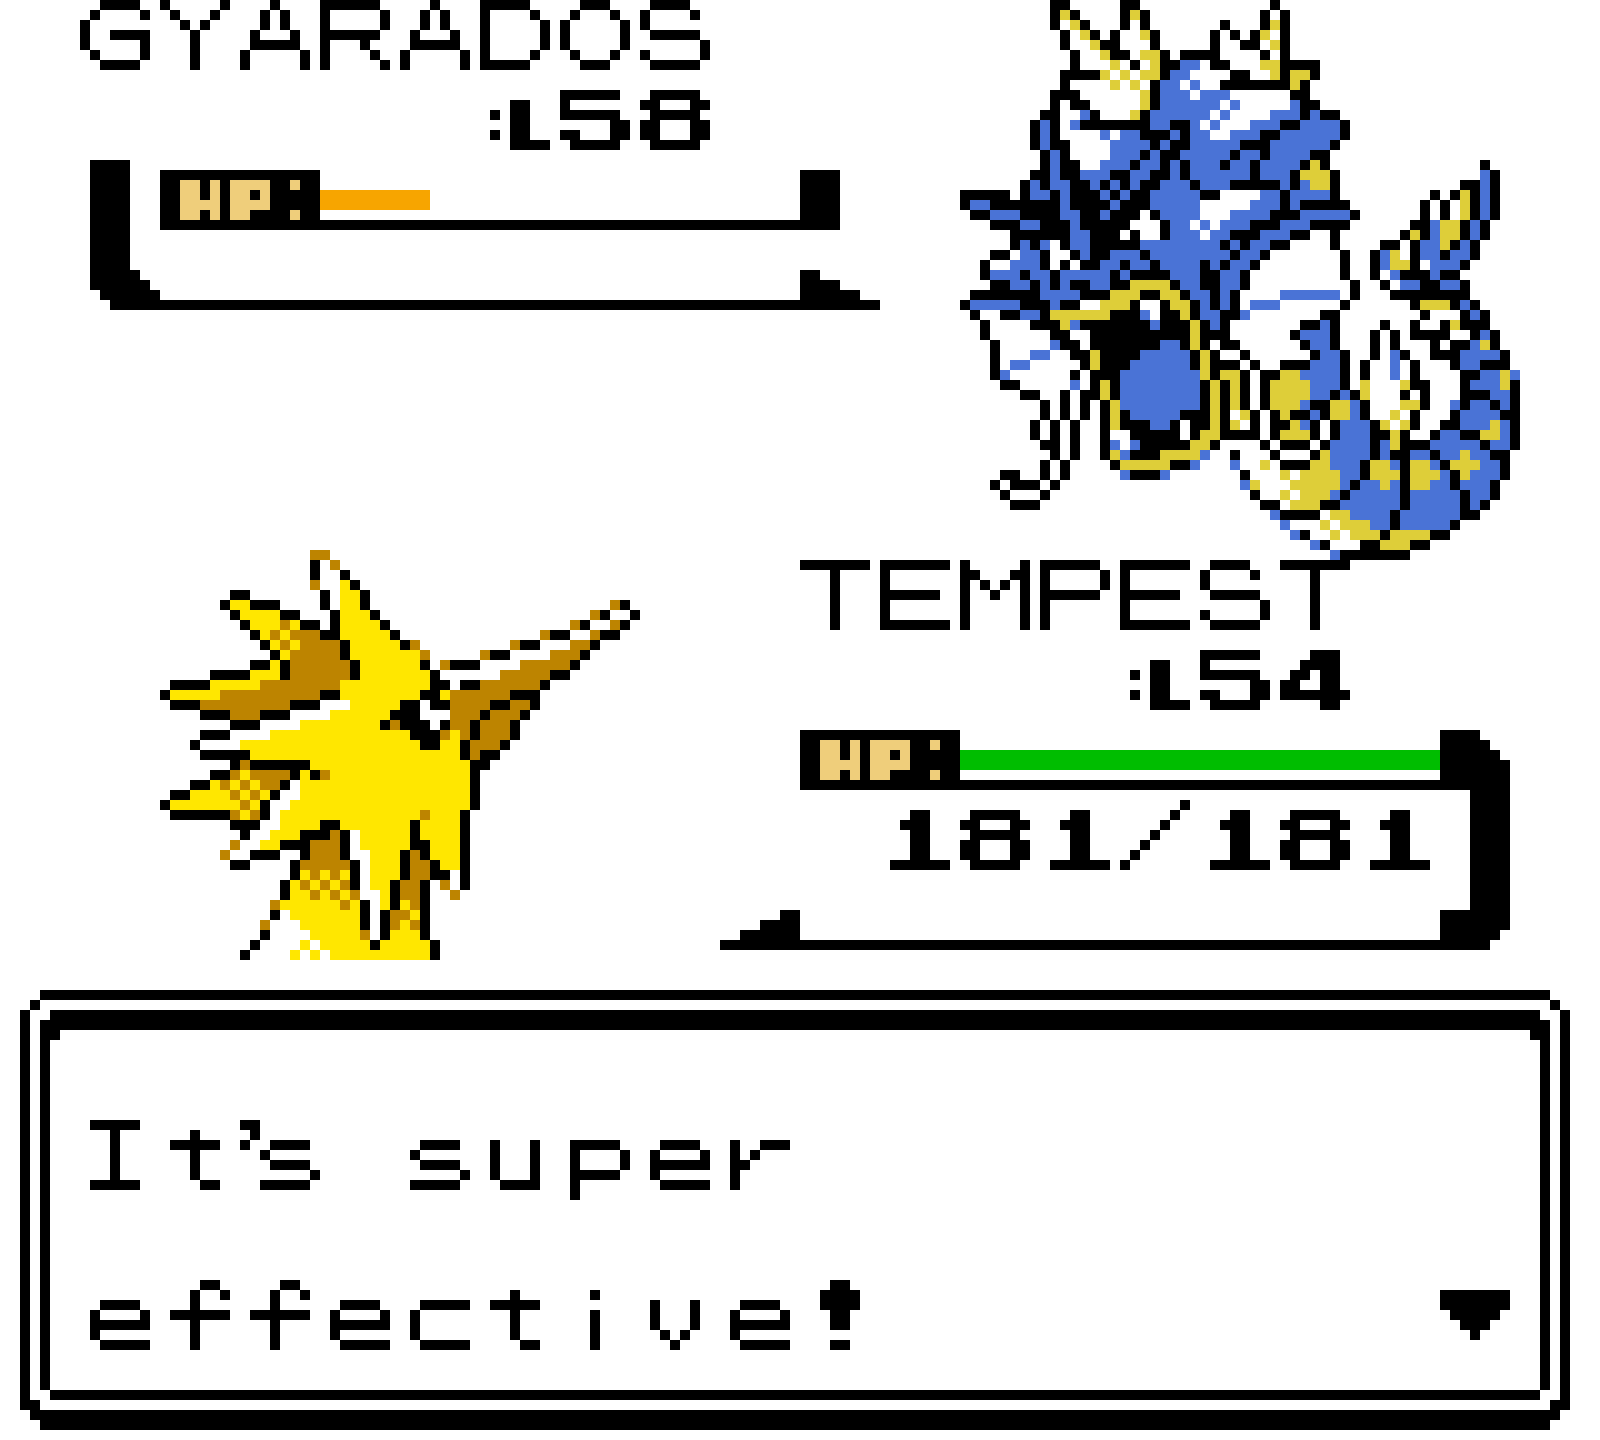 GYARADOS
:L58
HP:
TEMPEST
:L54
HP:
181/181
It's super
effective!